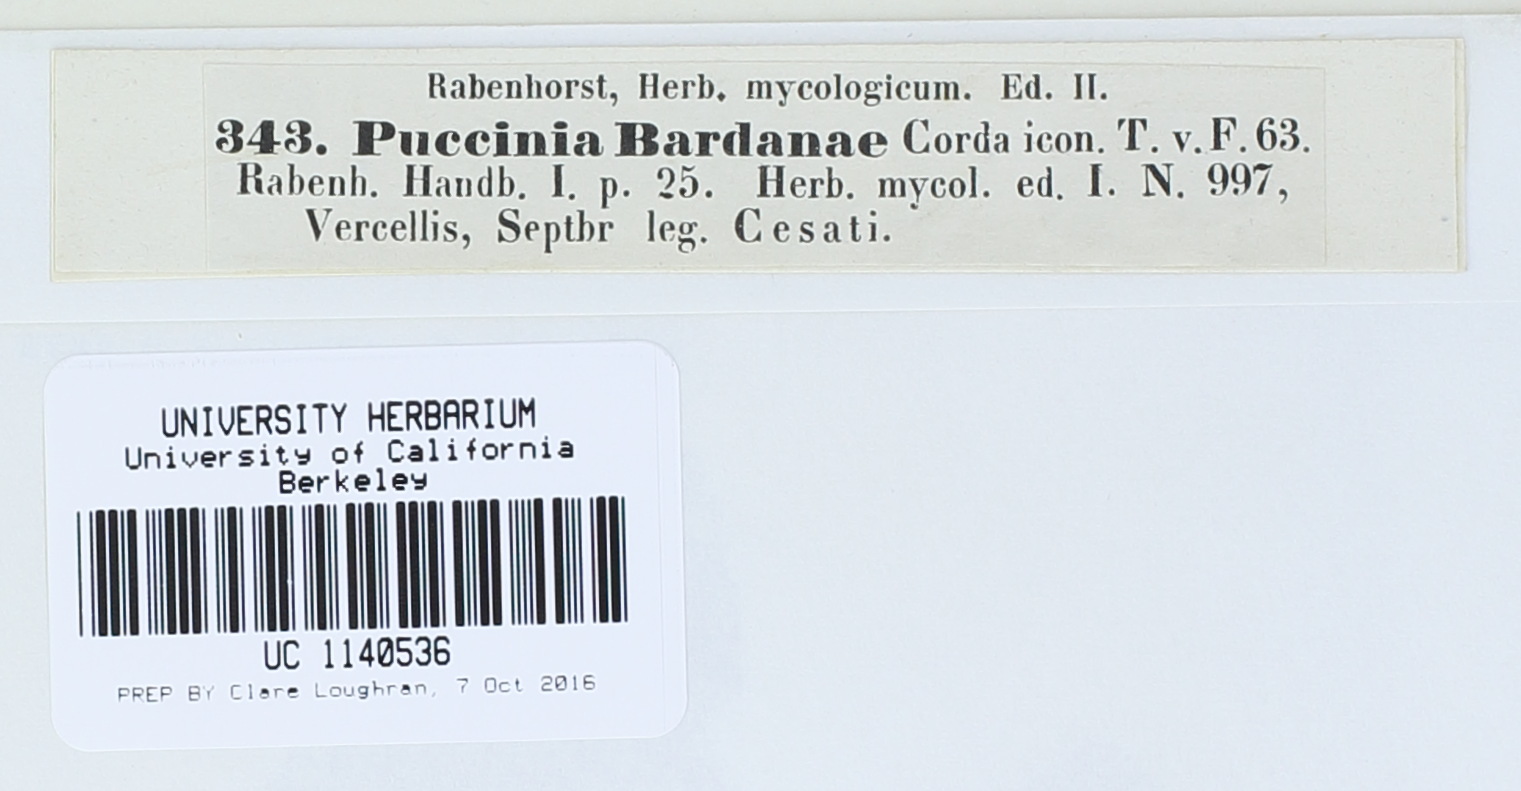 Rabenhorst, Herb. mycologicum. Ed. II.
343. Puccinia Bardanae Corda icon. T. v. F. 63.
Rabenh. Handb. I. p. 25. Herb. mycol. ed. I. N. 997,
Vercellis, Septbr leg. Cesati.
UNIVERSITY HERBARIUM
University of California
Berkeley
UC 1140536
PREP BY Clare Loughran, 7 Oct 2016